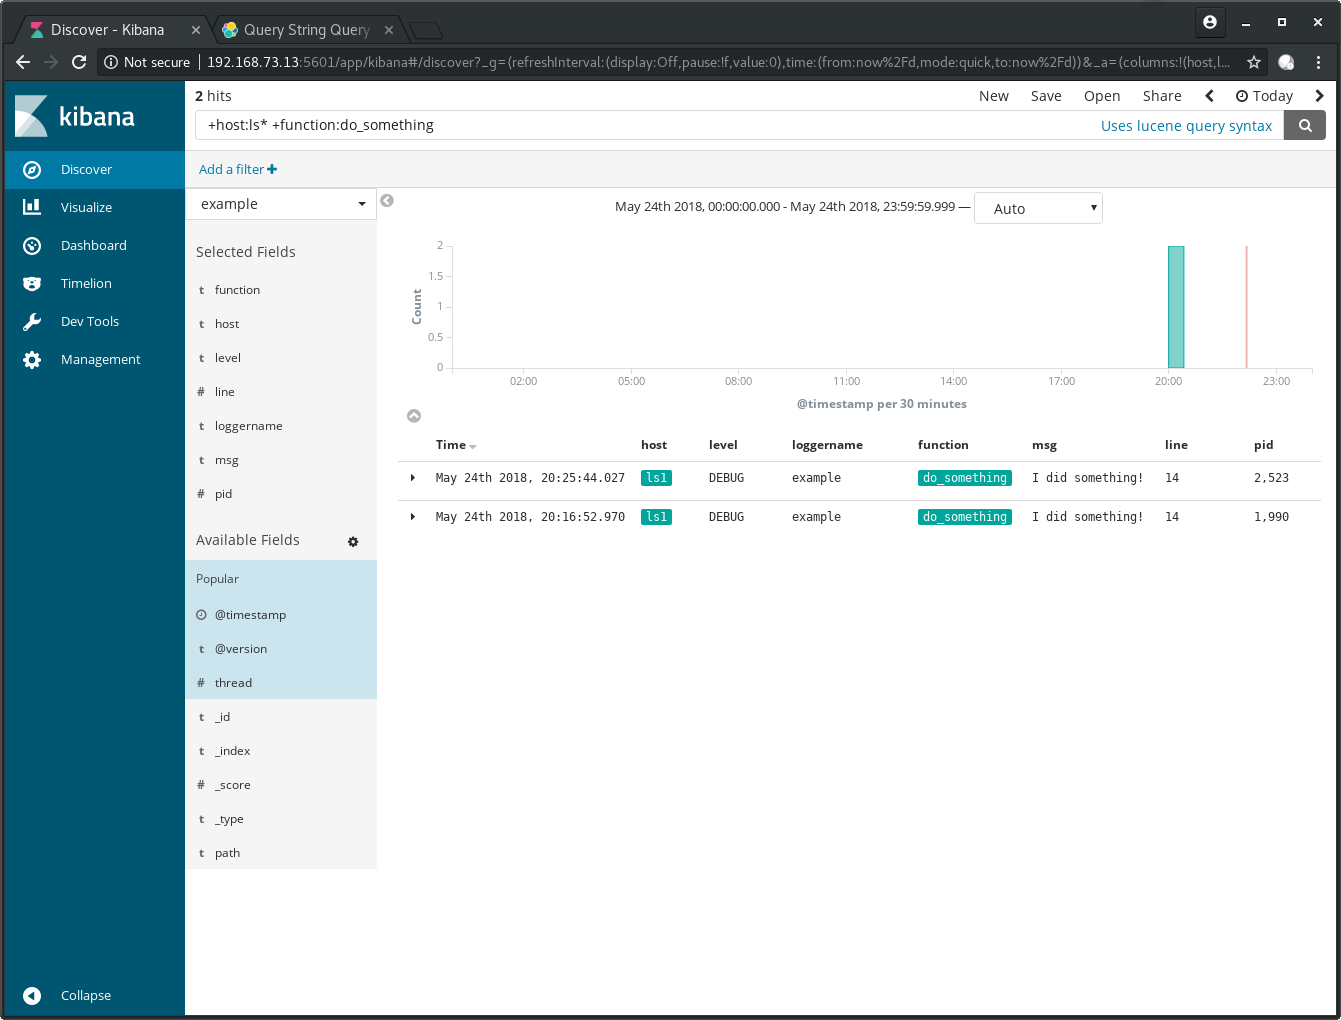 Discover - Kibana
Query String Query
Not secure | 192.168.73.13:5601/app/kibana#/discover?_g=(refreshInterval:(display:Off,pause:!f,value:0),time:(from:now%2Fd,mode:quick,to:now%2Fd))&_a=(columns:!(host,l...
kibana
Discover
Visualize
Dashboard
Timelion
Dev Tools
Management
Collapse
2 hits
New Save Open Share Today
+host:ls* +function:do_something
Uses lucene query syntax
Add a filter
example
Selected Fields
t function
t host
t level
# line
t loggername
t msg
# pid
Available Fields
Popular
@timestamp
t @version
# thread
t _id
t _index
# _score
t _type
t path
May 24th 2018, 00:00:00.000 - May 24th 2018, 23:59:59.999 — Auto
Count
2
1.5
1
0.5
0
02:00 05:00 08:00 11:00 14:00 17:00 20:00 23:00
@timestamp per 30 minutes
Time host level loggername function msg line pid
May 24th 2018, 20:25:44.027 ls1 DEBUG example do_something I did something! 14 2,523
May 24th 2018, 20:16:52.970 ls1 DEBUG example do_something I did something! 14 1,990